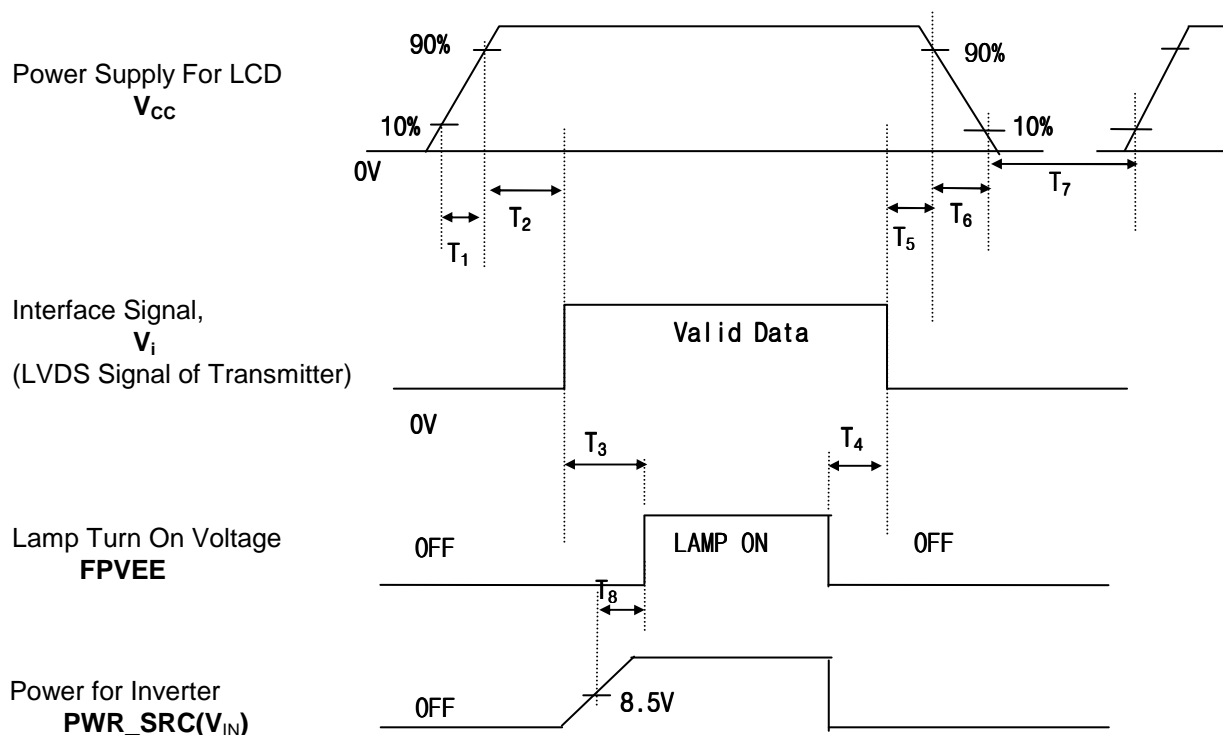 90%
90%
Power Supply For LCD
VCC
10%
10%
0V
T7
T2
T6
T1
T5
Interface Signal,
Vi
(LVDS Signal of Transmitter)
Valid Data
0V
T3
T4
Lamp Turn On Voltage
FPVEE
OFF
LAMP ON
OFF
T8
Power for Inverter
PWR_SRC(VIN)
OFF
8.5V